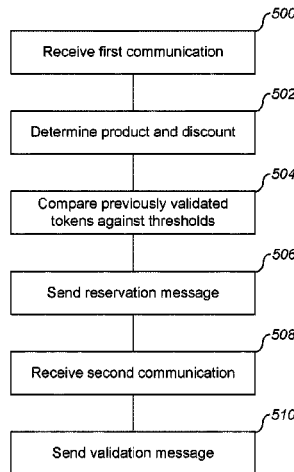 500
Receive first communication
502
Determine product and discount
504
Compare previously validated
tokens against thresholds
506
Send reservation message
508
Receive second communication
510
Send validation message